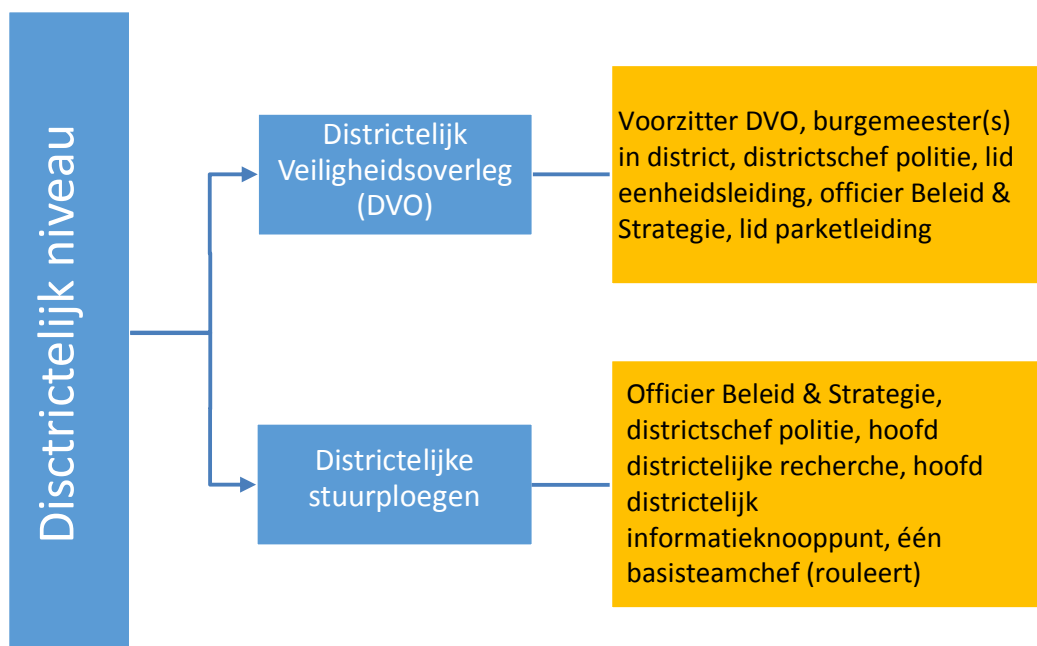 Disctrictelijk niveau
Districtelijk
Veiligheidsoverleg
(DVO)
Voorzitter DVO, burgemeester(s)
in district, districtschef politie, lid
eenheidsleiding, officier Beleid &
Strategie, lid parketleiding
Districtelijke
stuurploegen
Officier Beleid & Strategie,
districtschef politie, hoofd
districtelijke recherche, hoofd
districtelijk
informatieknooppunt, één
basisteamchef (rouleert)